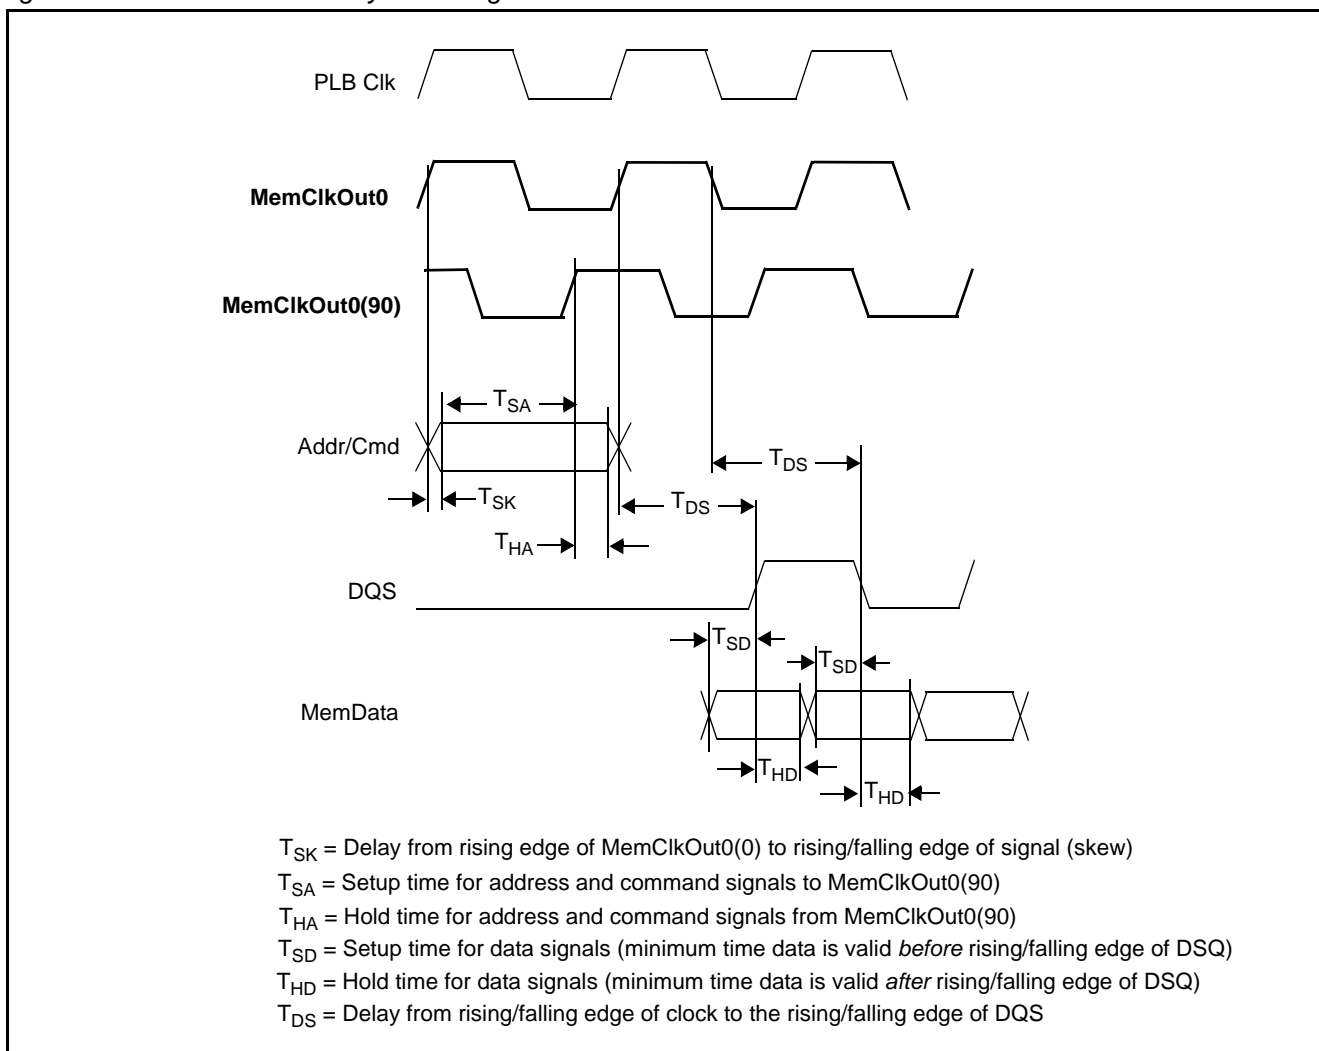 PLB Clk
MemClkOut0
MemClkOut0(90)
TSA
Addr/Cmd
TDS
TSK
TDS
THA
DQS
TSD
TSD
MemData
THD
THD
TSK = Delay from rising edge of MemClkOut0(0) to rising/falling edge of signal (skew)
TSA = Setup time for address and command signals to MemClkOut0(90)
THA = Hold time for address and command signals from MemClkOut0(90)
TSD = Setup time for data signals (minimum time data is valid before rising/falling edge of DSQ)
THD = Hold time for data signals (minimum time data is valid after rising/falling edge of DSQ)
TDS = Delay from rising/falling edge of clock to the rising/falling edge of DQS